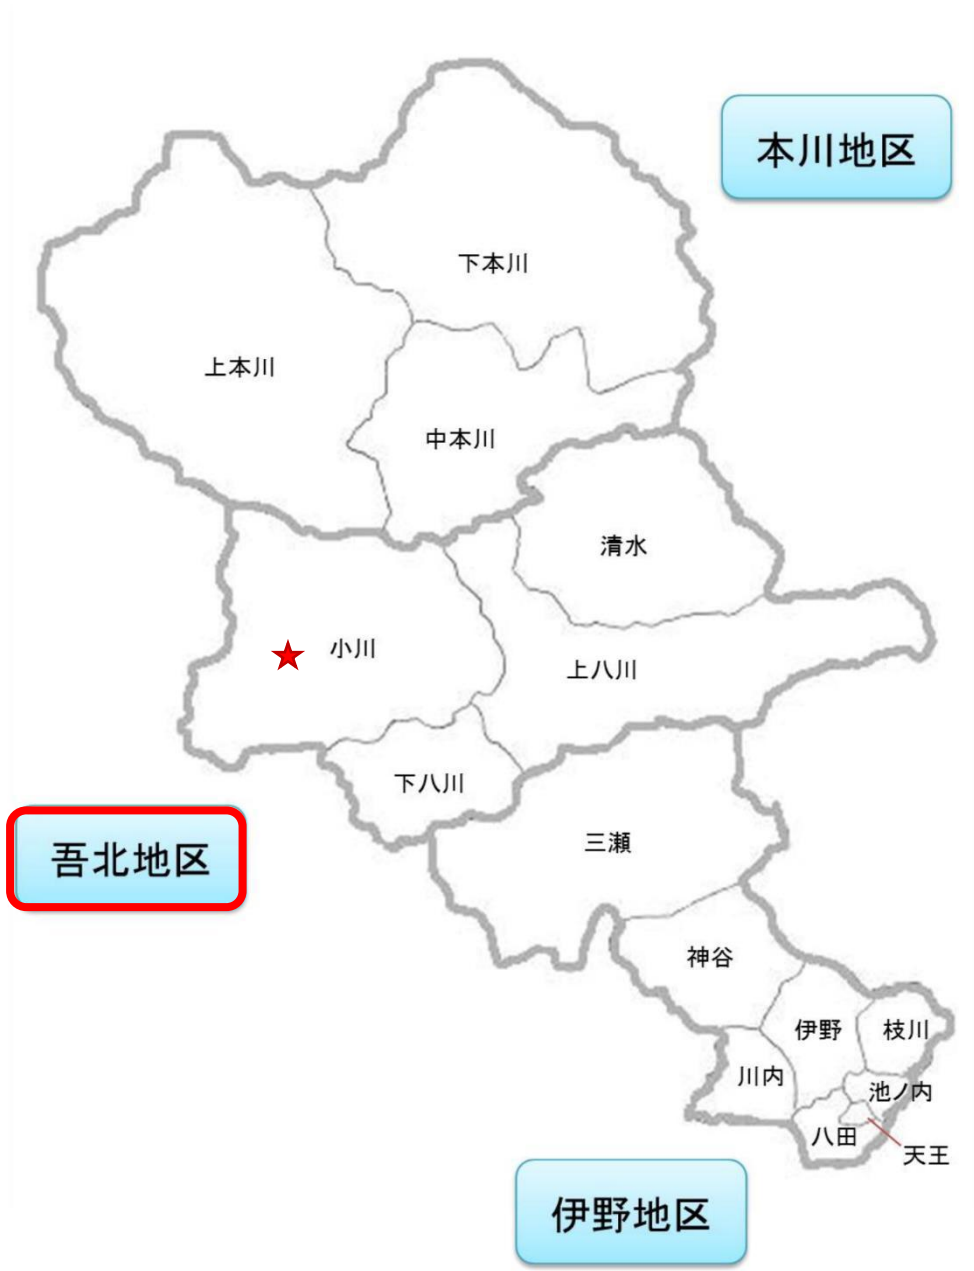 本川地区
下本川
上本川
中本川
清水
小川
上八川
下八川
三瀬
吾北地区
神谷
伊野
枝川
川内
池ノ内
八田
天王
伊野地区